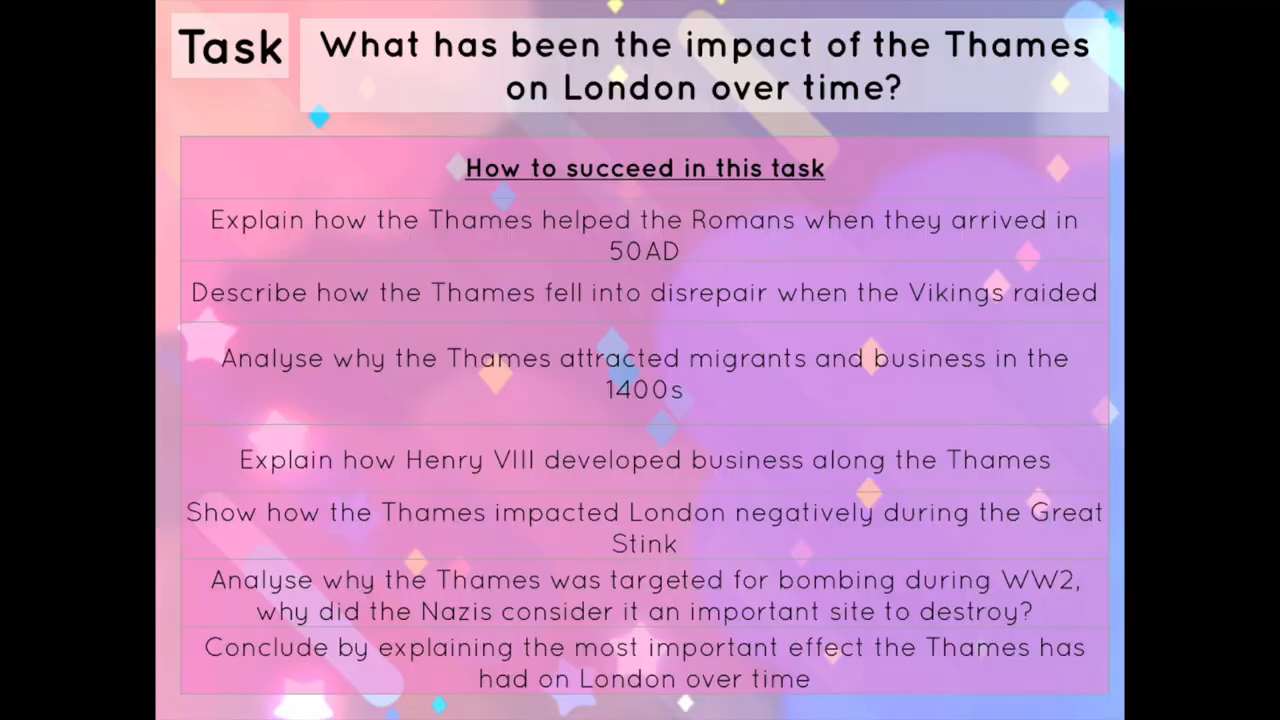 Task
What has been the impact of the Thames
on London over time?
How to succeed in this task
Explain how the Thames helped the Romans when they arrived in
50AD
Describe how the Thames fell into disrepair when the Vikings raided
Analyse why the Thames attracted migrants and business in the
1400s
Explain how Henry VIII developed business along the Thames
Show how the Thames impacted London negatively during the Great
Stink
Analyse why the Thames was targeted for bombing during WW2,
why did the Nazis consider it an important site to destroy?
Conclude by explaining the most important effect the Thames has
had on London over time